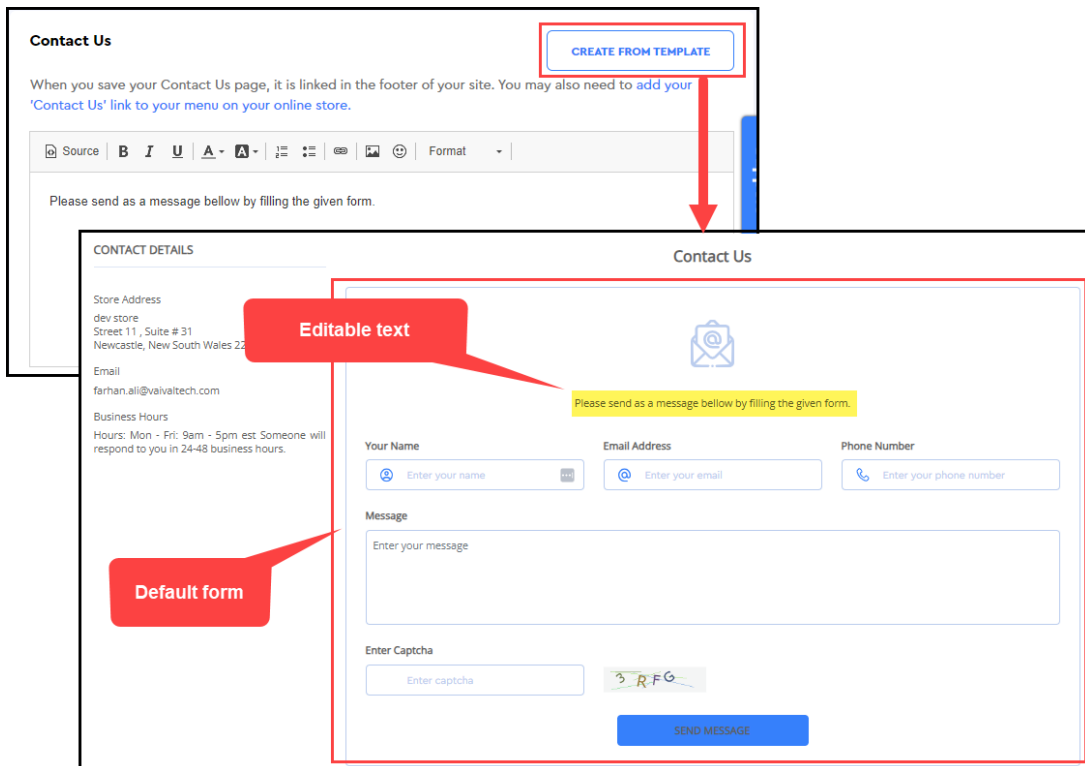 Contact Us
CREATE FROM TEMPLATE
When you save your Contact Us page, it is linked in the footer of your site. You may also need to add your
'Contact Us' link to your menu on your online store.
Source B I U A A Format
Please send as a message bellow by filling the given form.
CONTACT DETAILS
Store Address
dev store
Street 11 , Suite # 31
Newcastle, New South Wales 22
Email
farhan.ali@vaivaltech.com
Business Hours
Hours: Mon - Fri: 9am - 5pm est Someone will
respond to you in 24-48 business hours.
Contact Us
Editable text
Please send as a message bellow by filling the given form.
Your Name
Email Address
Phone Number
Enter your name
Enter your email
Enter your phone number
Message
Enter your message
Default form
Enter Captcha
Enter captcha
3 R F G
SEND MESSAGE